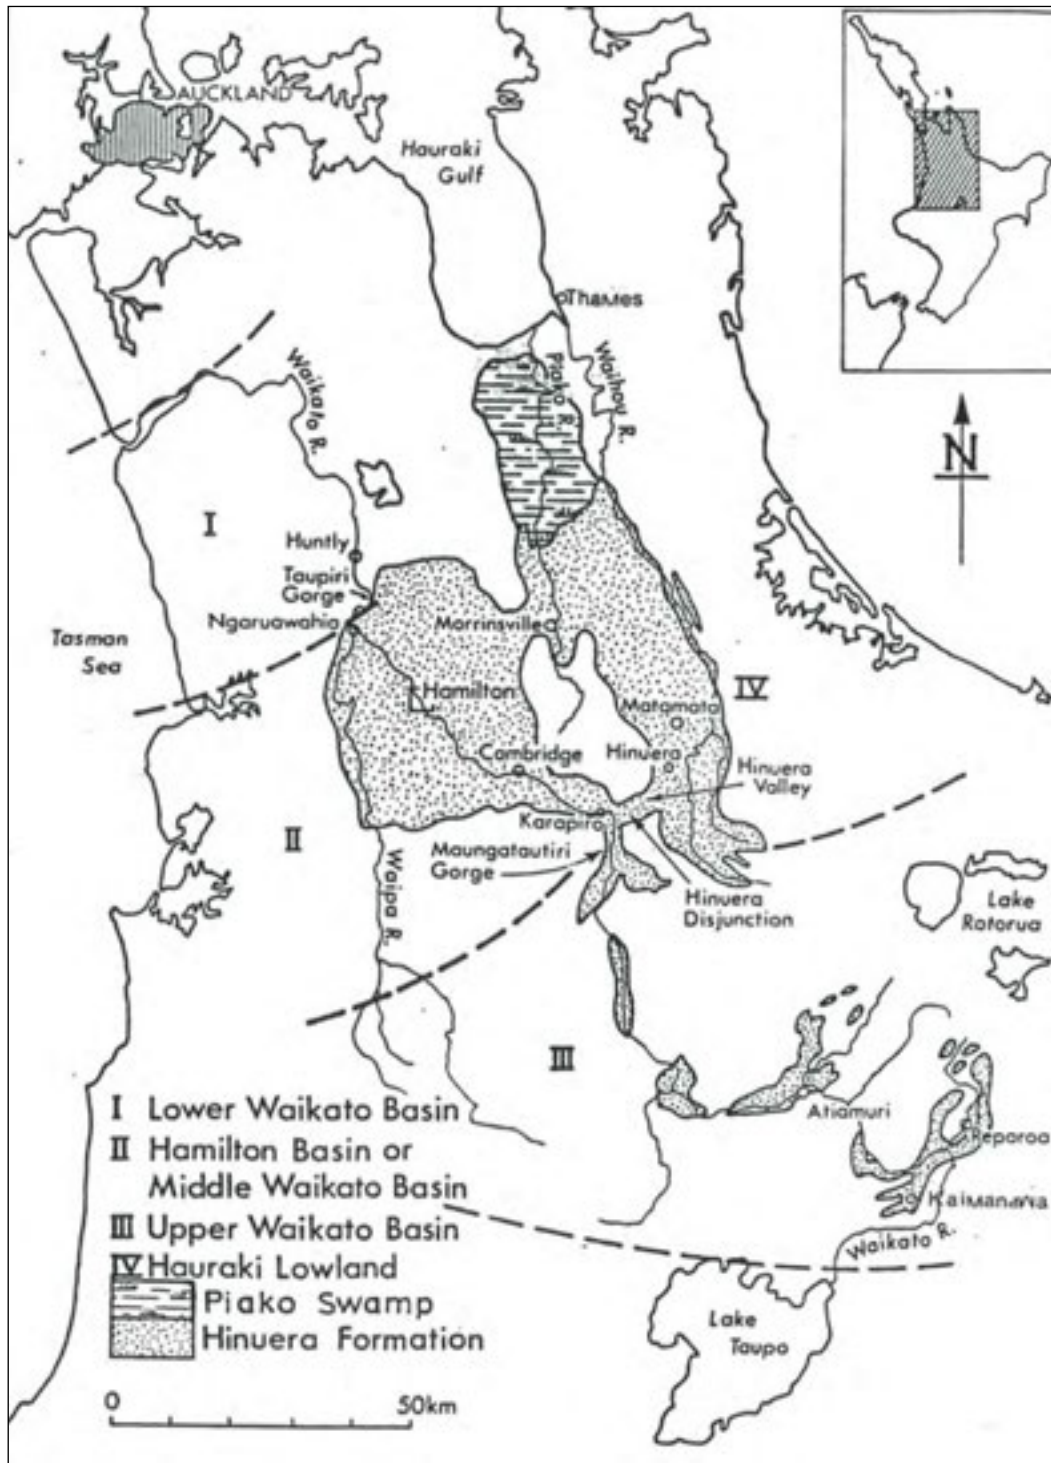 AUCKLAND
Hauraki
Gulf
Thames
Waikato R.
Piako R.
Waihou R.
N
I
Huntly
Taupiri
Gorge
Ngaruawahia
Morrinsville
Tasman
Sea
Hamilton
IV
Matamata
Cambridge
Hinuera
Hinuera
Valley
II
Karapiro
Maungatautiri
Gorge
Waipa R.
Hinuera
Disjunction
Lake
Rotorua
III
Atiamuri
Reporoa
Kaimanawa
Waikato R.
I Lower Waikato Basin
II Hamilton Basin or
Middle Waikato Basin
III Upper Waikato Basin
IV Hauraki Lowland
Piako Swamp
Hinuera Formation
Lake
Taupo
0 50km